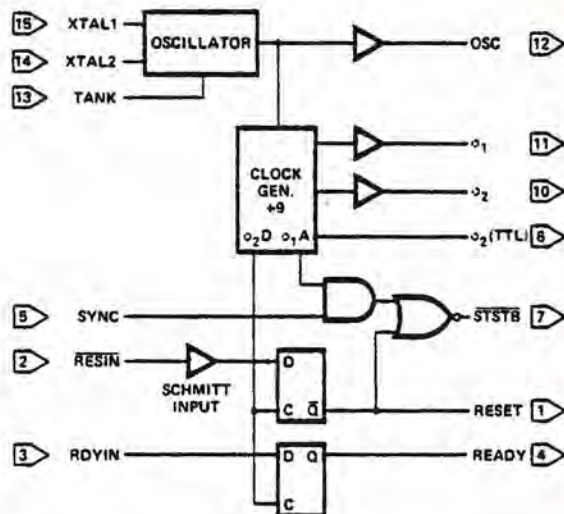 15 XTAL1
OSCILLATOR
OSC 12
14 XTAL2
13 TANK
CLOCK
GEN.
÷9
φ2D φ1A
φ1 11
φ2 10
φ2(TTL) 6
5 SYNC
STSTB 7
2 RESIN
SCHMITT
INPUT
D
C Q
RESET 1
3 RDYIN
D Q
READY 4
C